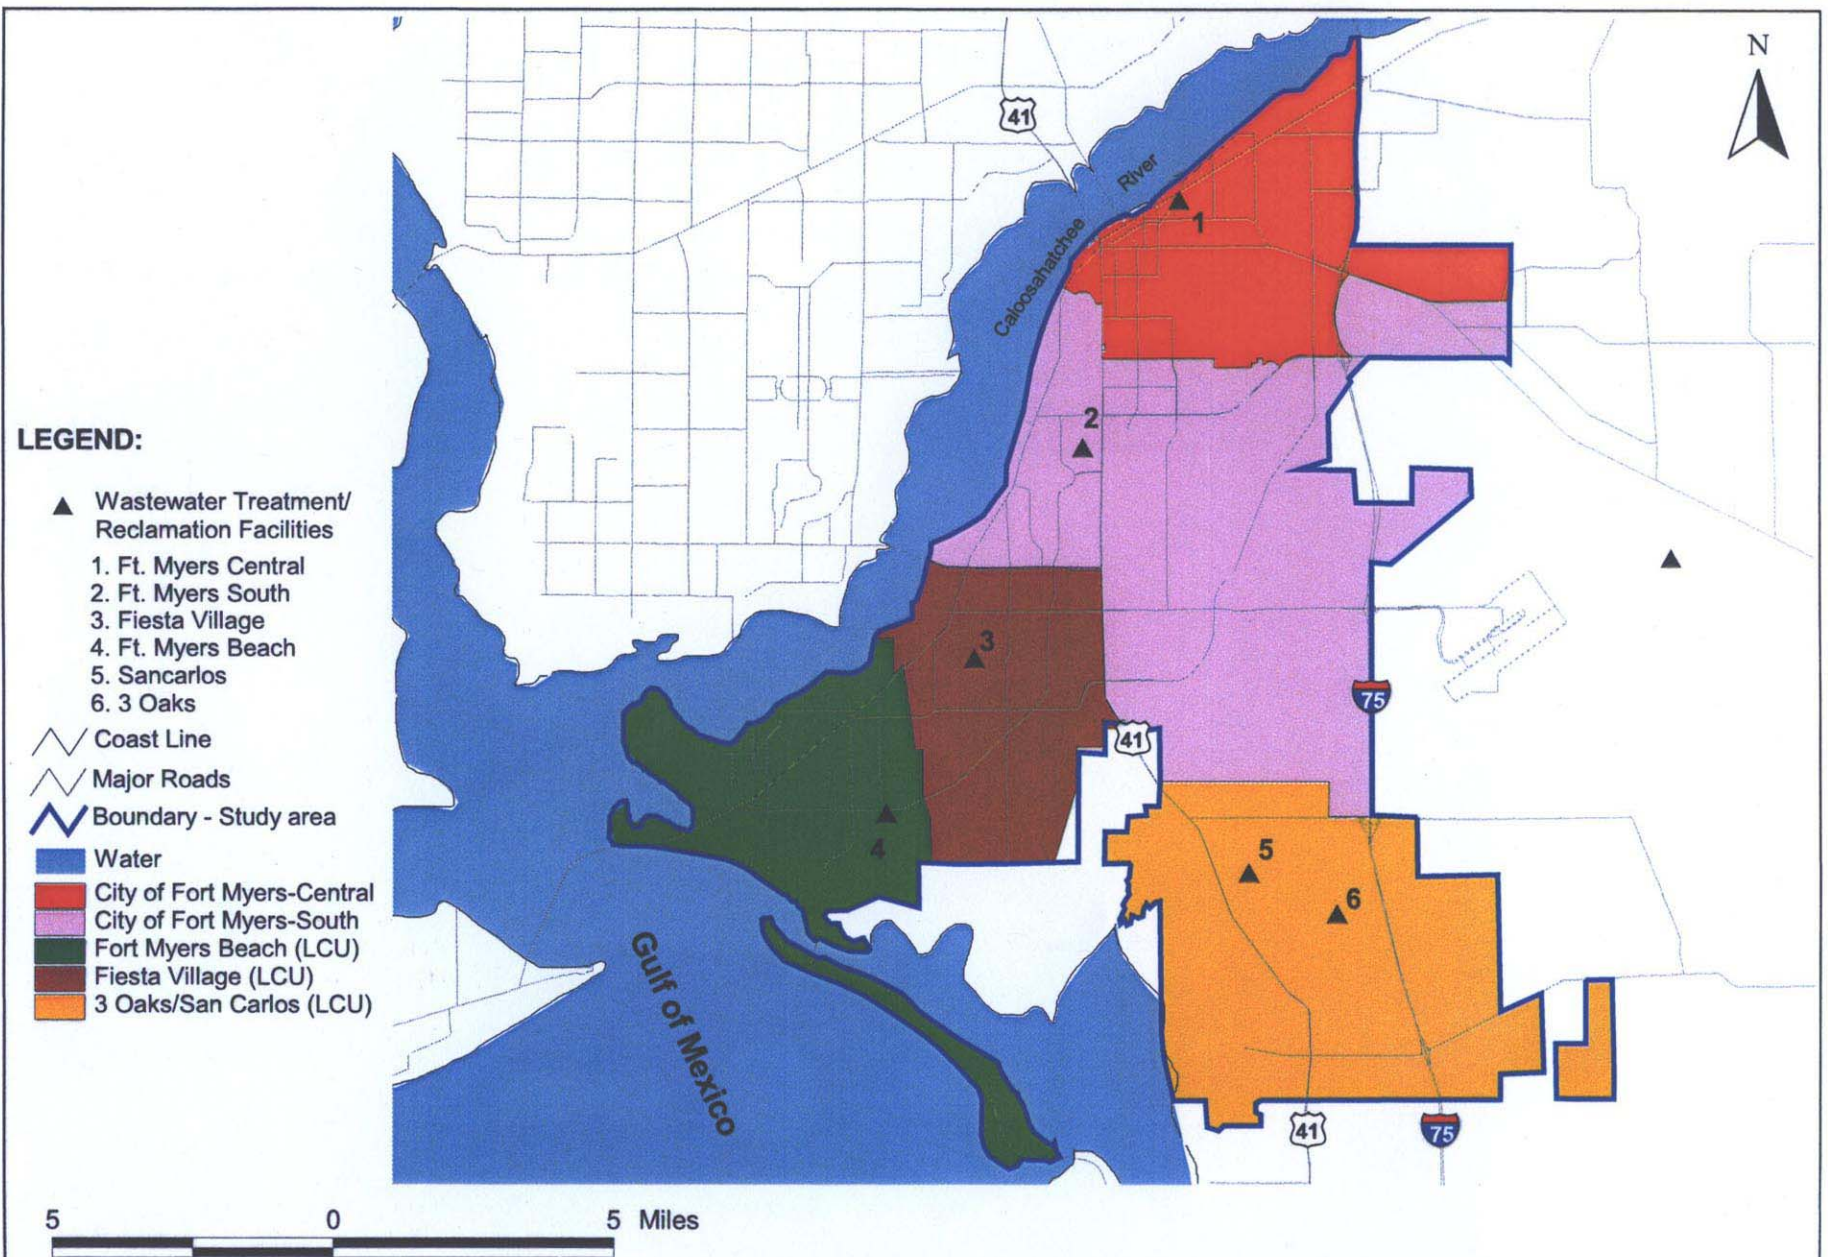 N
41
River
1
Caloosahatchee
2
LEGEND:
Wastewater Treatment/
Reclamation Facilities
1. Ft. Myers Central
2. Ft. Myers South
3. Fiesta Village
4. Ft. Myers Beach
5. Sancarlos
6. 3 Oaks
Coast Line
Major Roads
Boundary - Study area
Water
City of Fort Myers-Central
City of Fort Myers-South
Fort Myers Beach (LCU)
Fiesta Village (LCU)
3 Oaks/San Carlos (LCU)
3
75
41
4
5
6
Gulf of Mexico
41
75
5 0 5 Miles